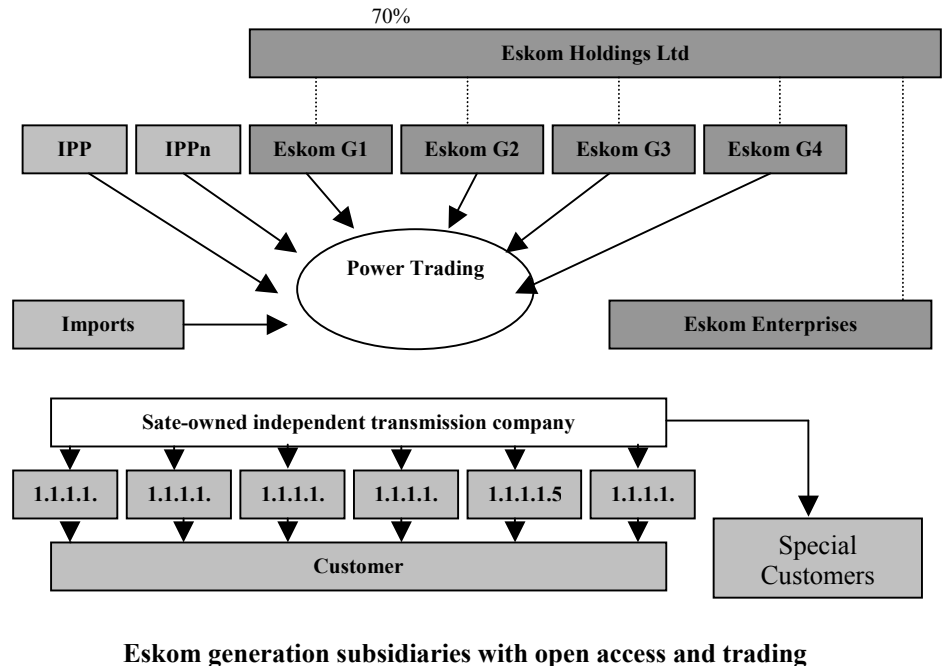 70%
Eskom Holdings Ltd
IPP
IPPn
Eskom G1
Eskom G2
Eskom G3
Eskom G4
Power Trading
Imports
Eskom Enterprises
Sate-owned independent transmission company
1.1.1.1.
1.1.1.1.
1.1.1.1.
1.1.1.1.
1.1.1.1.5
1.1.1.1.
Customer
Special
Customers
Eskom generation subsidiaries with open access and trading